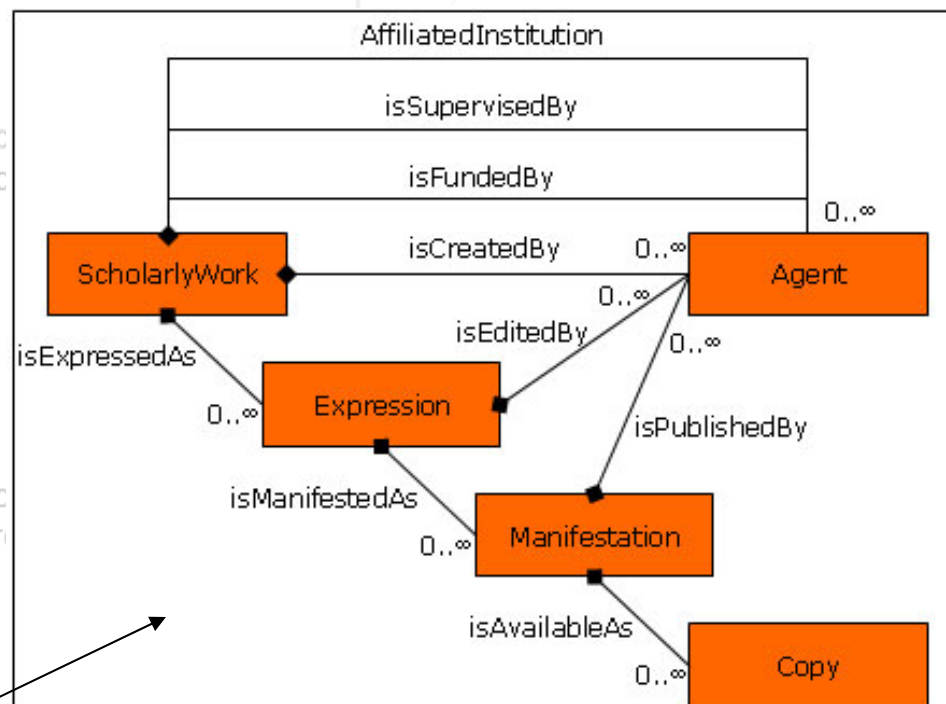 AffiliatedInstitution
isSupervisedBy
isFundedBy
0..∞
isCreatedBy
0..∞
ScholarlyWork
Agent
0..∞
isEditedBy
0..∞
isExpressedAs
0..∞
Expression
isPublishedBy
isManifestedAs
0..∞
Manifestation
isAvailableAs
0..∞
Copy